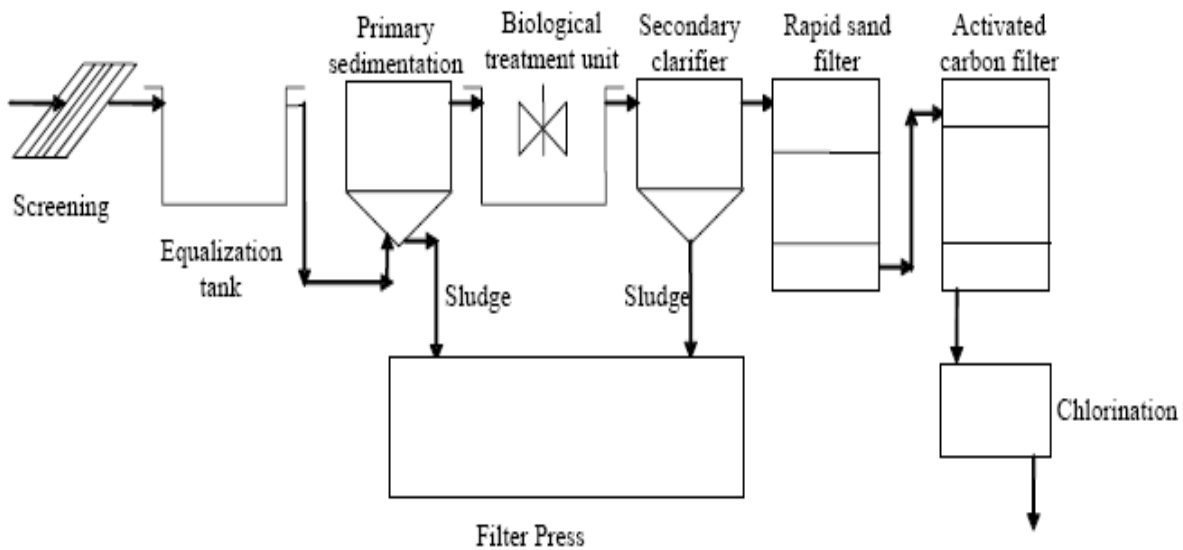 Primary
sedimentation
Biological
treatment unit
Secondary
clarifier
Rapid sand
filter
Activated
carbon filter
Screening
Equalization
tank
Sludge
Sludge
Chlorination
Filter Press